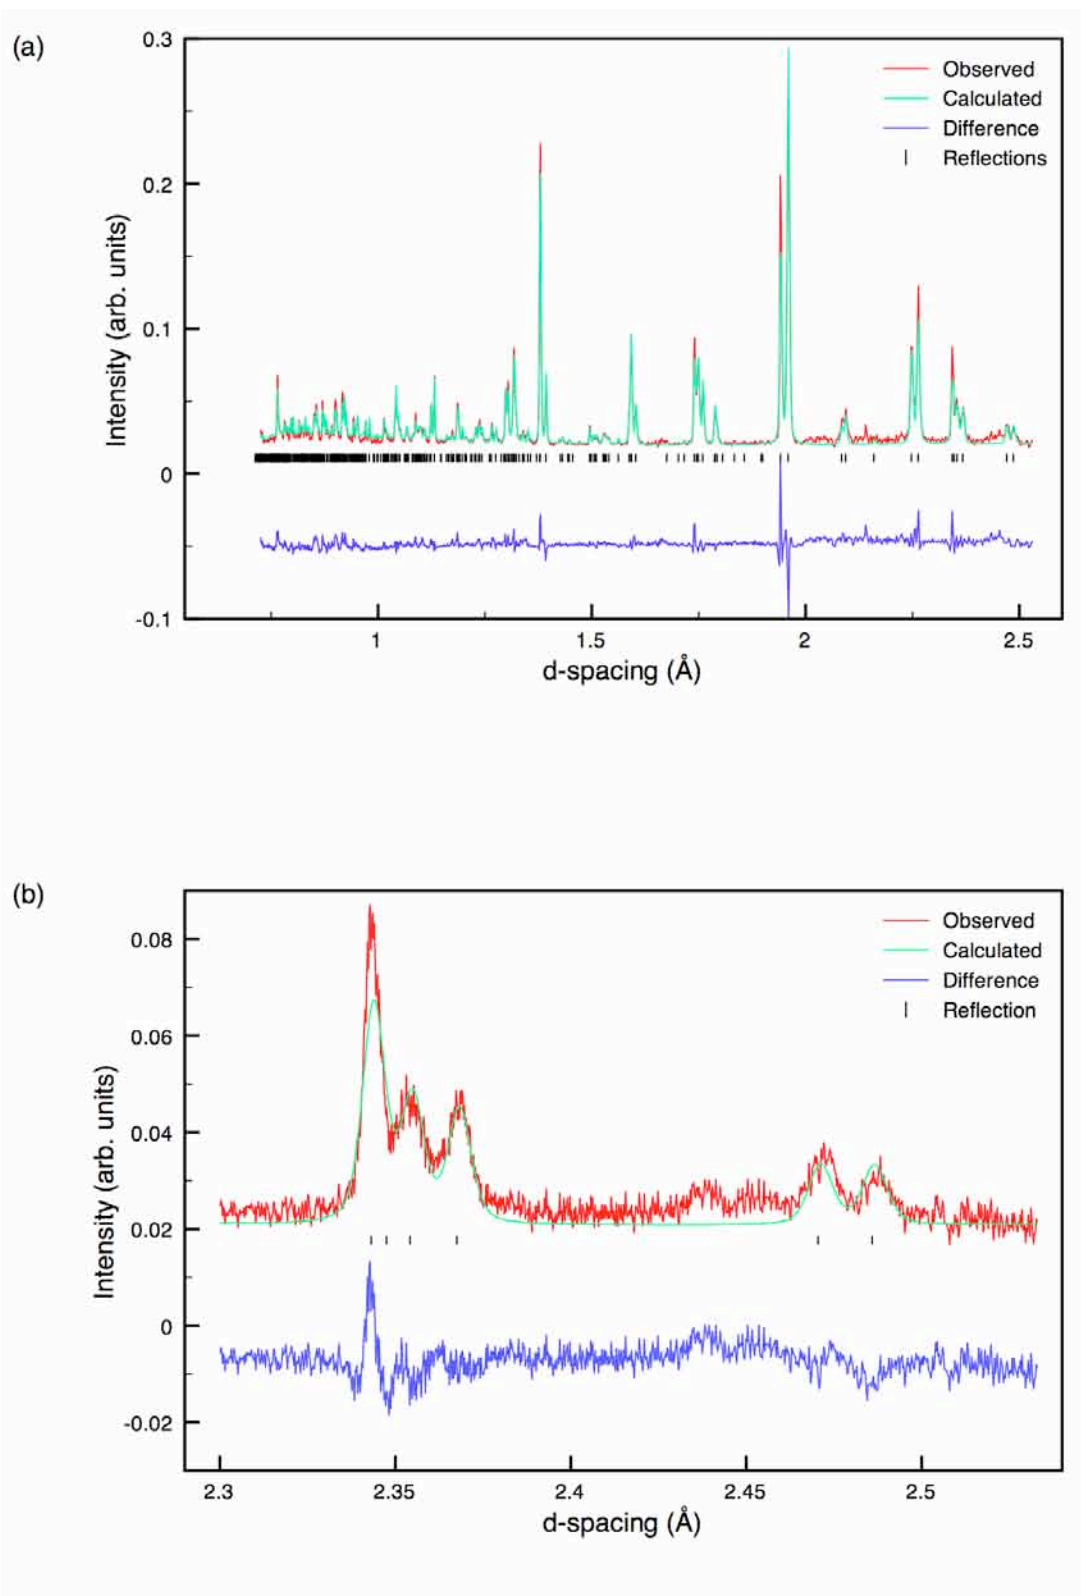 (a)
0.3
0.2
0.1
0
-0.1
Intensity (arb. units)
Observed
Calculated
Difference
Reflections
1
1.5
2
2.5
d-spacing (Å)
(b)
0.08
0.06
0.04
0.02
0
-0.02
Intensity (arb. units)
Observed
Calculated
Difference
Reflection
2.3
2.35
2.4
2.45
2.5
d-spacing (Å)